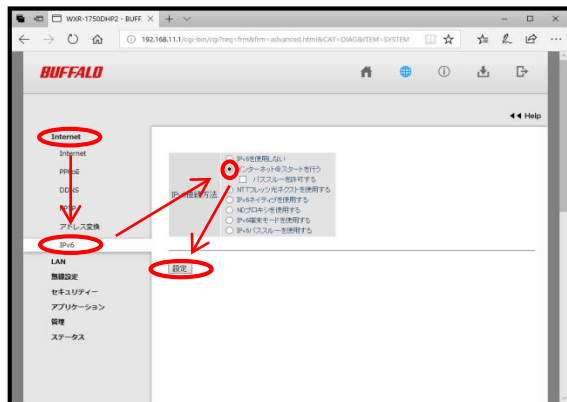 WXR-1750DHP2 - BUFF
192.168.11.1/cgi-bin/cgi?req=frm&frm=advanced.html&CAT=DIAG&ITEM=SYSTEM
BUFFALO
Help
Internet
Internet
PPPoE
DDNS
PPTP
アドレス変換
IPv6
LAN
無線設定
セキュリティー
アプリケーション
管理
ステータス
IPv6接続方法
IPv6を使用しない
インターネット@スタートを行う
パススルーを許可する
NTTフレッツ光ネクストを使用する
IPv6ネイティブを使用する
NDプロキシを使用する
IPv6端末モードを使用する
IPv6パススルーを使用する
設定